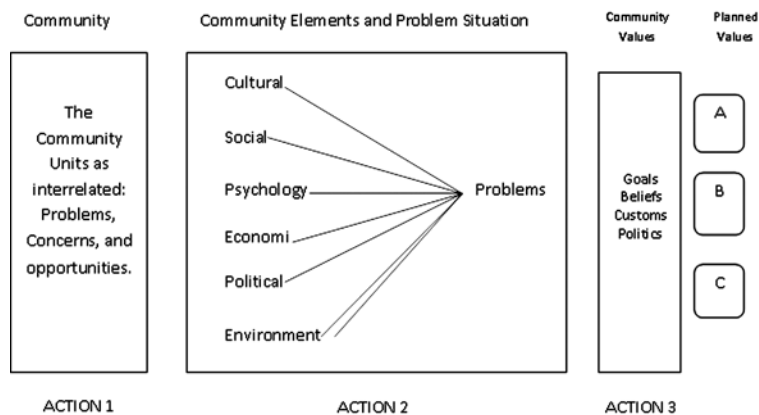 Community
Community Elements and Problem Situation
Community
Values
Planned
Values
The
Community
Units as
interrelated:
Problems,
Concerns, and
opportunities.
Cultural
Social
Psychology
Economi
Political
Environment
Problems
Goals
Beliefs
Customs
Politics
A
B
C
ACTION 1
ACTION 2
ACTION 3